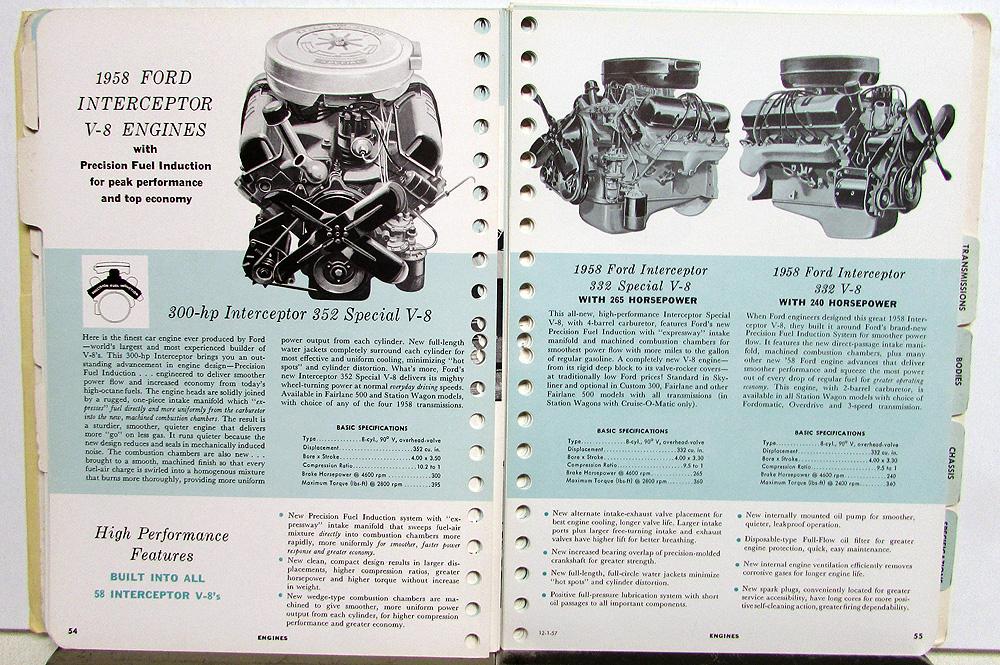 1958 FORD
INTERCEPTOR
V-8 ENGINES
with
Precision Fuel Induction
for peak performance
and top economy
PRECISION FUEL INDUCTION
300-hp Interceptor 352 Special V-8
Here is the finest car engine ever produced by Ford
—world's largest and most experienced builder of
V-8's. This 300-hp Interceptor brings you an out-
standing advancement in engine design—Precision
Fuel Induction . . . engineered to deliver smoother
power flow and increased economy from today's
high-octane fuels. The engine heads are solidly joined
by a rugged, one-piece intake manifold which "ex-
presses" fuel directly and more uniformly from the carburetor
into the new, machined combustion chambers. The result is
a sturdier, smoother, quieter engine that delivers
more "go" on less gas. It runs quieter because the
new design reduces and seals in mechanically induced
noise. The combustion chambers are also new . . .
brought to a smooth, machined finish so that every
fuel-air charge is swirled into a homogenous mixture
that burns more thoroughly, providing more uniform
power output from each cylinder. New full-length
water jackets completely surround each cylinder for
most effective and uniform cooling, minimizing "hot
spots" and cylinder distortion. What's more, Ford's
new Interceptor 352 Special V-8 delivers its mighty
wheel-turning power at normal everyday driving speeds.
Available in Fairlane 500 and Station Wagon models,
with choice of any of the four 1958 transmissions.
BASIC SPECIFICATIONS
Type..........8-cyl., 90° V, overhead-valve
Displacement..........352 cu. in.
Bore x Stroke..........4.00 x 3.50
Compression Ratio..........10.2 to 1
Brake Horsepower @ 4600 rpm..........300
Maximum Torque (lbs-ft) @ 2800 rpm..........395
High Performance
Features
BUILT INTO ALL
58 INTERCEPTOR V-8's
• New Precision Fuel Induction system with "ex-
pressway" intake manifold that sweeps fuel-air
mixture directly into combustion chambers more
rapidly, more uniformly for smoother, faster power
response and greater economy.
• New clean, compact design results in larger dis-
placements, higher compression ratios, greater
horsepower and higher torque without increase
in weight.
• New wedge-type combustion chambers are ma-
chined to give smoother, more uniform power
output from each cylinder, for higher compression
performance and greater economy.
54
ENGINES
1958 Ford Interceptor
332 Special V-8
WITH 265 HORSEPOWER
This all-new, high-performance Interceptor Special
V-8, with 4-barrel carburetor, features Ford's new
Precision Fuel Induction with "expressway" intake
manifold and machined combustion chambers for
smoothest power flow with more miles to the gallon
of regular gasoline. A completely new V-8 engine—
from its rigid deep block to its valve-rocker covers—
at traditionally low Ford prices! Standard in Sky-
liner and optional in Custom 300, Fairlane and other
Fairlane 500 models with all transmissions (in
Station Wagons with Cruise-O-Matic only).
BASIC SPECIFICATIONS
Type..........8-cyl., 90° V, overhead-valve
Displacement..........332 cu. in.
Bore x Stroke..........4.00 x 3.30
Compression Ratio..........9.5 to 1
Brake Horsepower @ 4600 rpm..........265
Maximum Torque (lbs-ft) @ 2800 rpm..........360
1958 Ford Interceptor
332 V-8
WITH 240 HORSEPOWER
When Ford engineers designed this great 1958 Inter-
ceptor V-8, they built it around Ford's brand-new
Precision Fuel Induction System for smoother power
flow. It features the new direct-passage intake mani-
fold, machined combustion chambers, plus many
other new '58 Ford engine advances that deliver
smoother performance and squeeze the most power
out of every drop of regular fuel for greater operating
economy. This engine, with 2-barrel carburetor, is
available in all Station Wagon models with choice of
Fordomatic, Overdrive and 3-speed transmission.
BASIC SPECIFICATIONS
Type..........8-cyl., 90° V, overhead-valve
Displacement..........332 cu. in.
Bore x Stroke..........4.00 x 3.30
Compression Ratio..........9.5 to 1
Brake Horsepower @ 4600 rpm..........240
Maximum Torque (lbs-ft) @ 2400 rpm..........360
• New alternate intake-exhaust valve placement for
best engine cooling, longer valve life. Larger intake
ports plus larger free-turning intake and exhaust
valves have higher lift for better breathing.
• New increased bearing overlap of precision-molded
crankshaft for greater strength.
• New full-length, full-circle water jackets minimize
"hot spots" and cylinder distortion.
• Positive full-pressure lubrication system with short
oil passages to all important components.
• New internally mounted oil pump for smoother,
quieter, leakproof operation.
• Disposable-type Full-Flow oil filter for greater
engine protection, quick, easy maintenance.
• New internal engine ventilation efficiently removes
corrosive gases for longer engine life.
• New spark plugs, conveniently located for greater
service accessibility, have long cores for more posi-
tive self-cleaning action, greater firing dependability.
12-1-57
ENGINES
55
TRANSMISSIONS
BODIES
CHASSIS